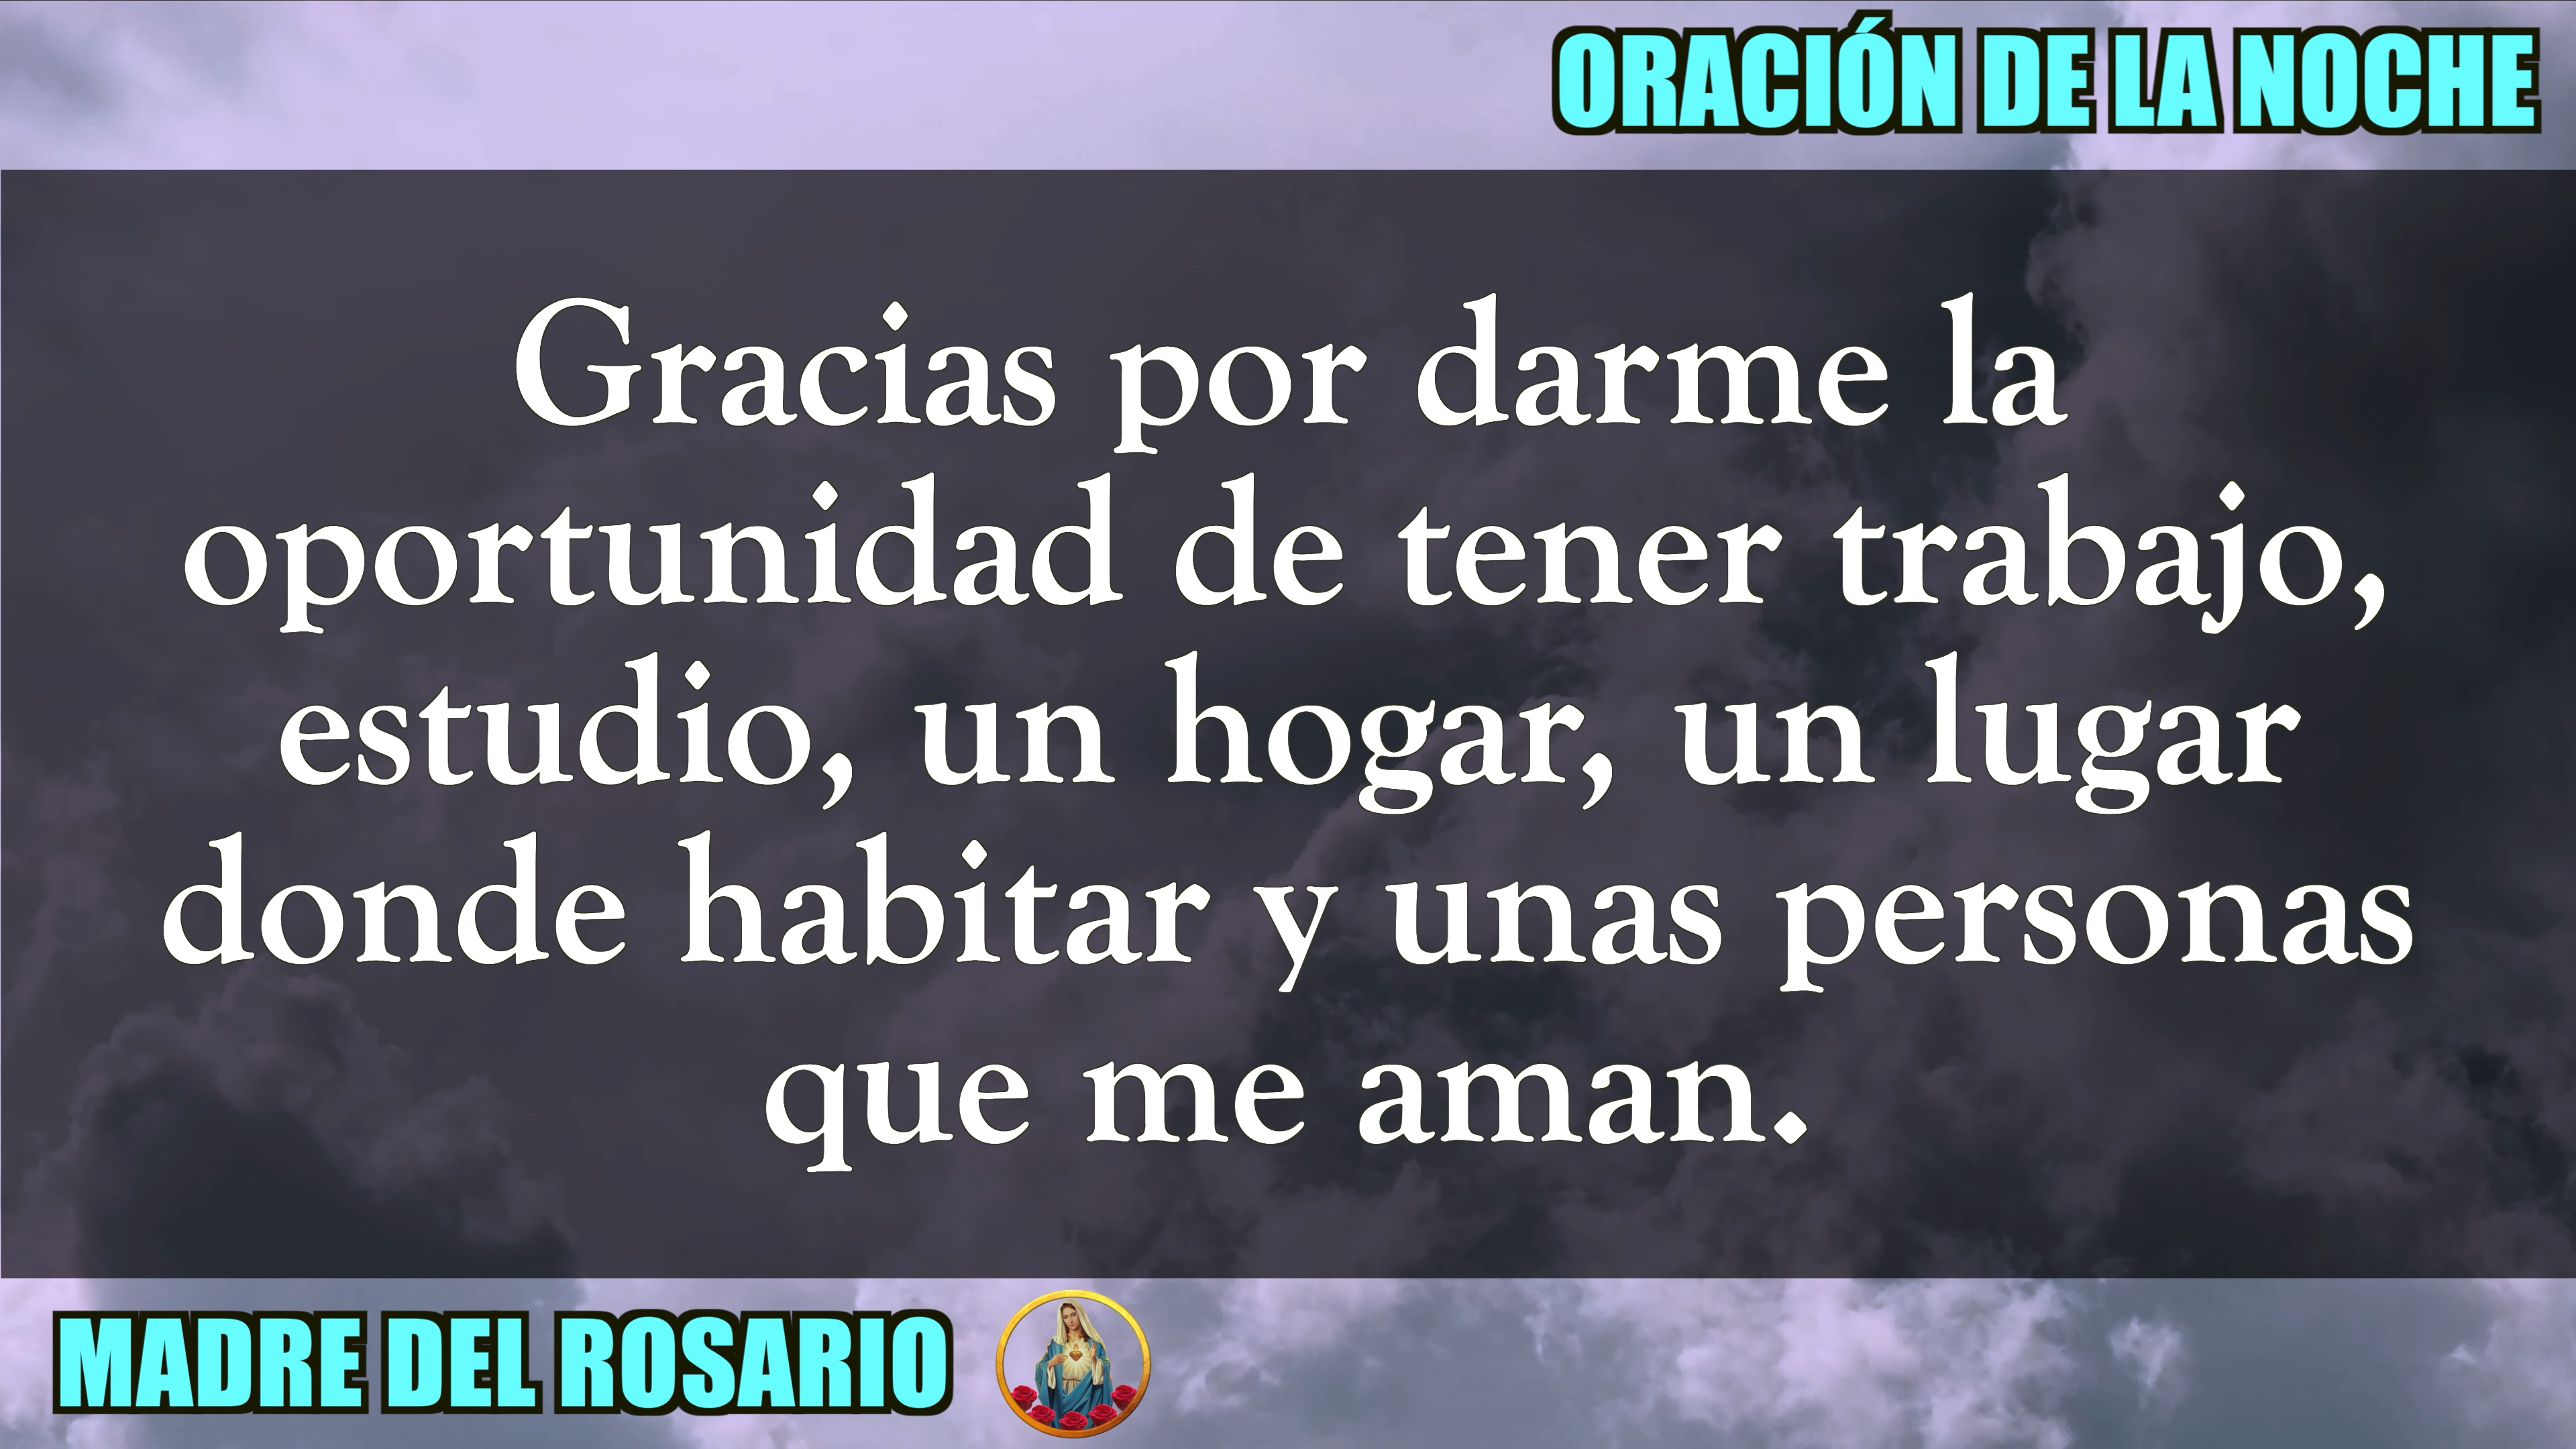 ORACIÓN DE LA NOCHE
Gracias por darme la
oportunidad de tener trabajo,
estudio, un hogar, un lugar
donde habitar y unas personas
que me aman.
MADRE DEL ROSARIO